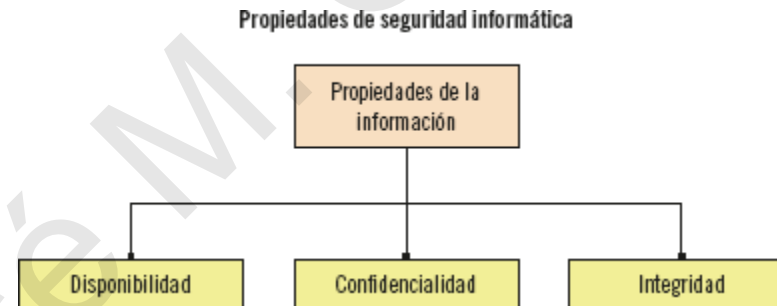 Propiedades de seguridad informática
Propiedades de la
información
Disponibilidad
Confidencialidad
Integridad